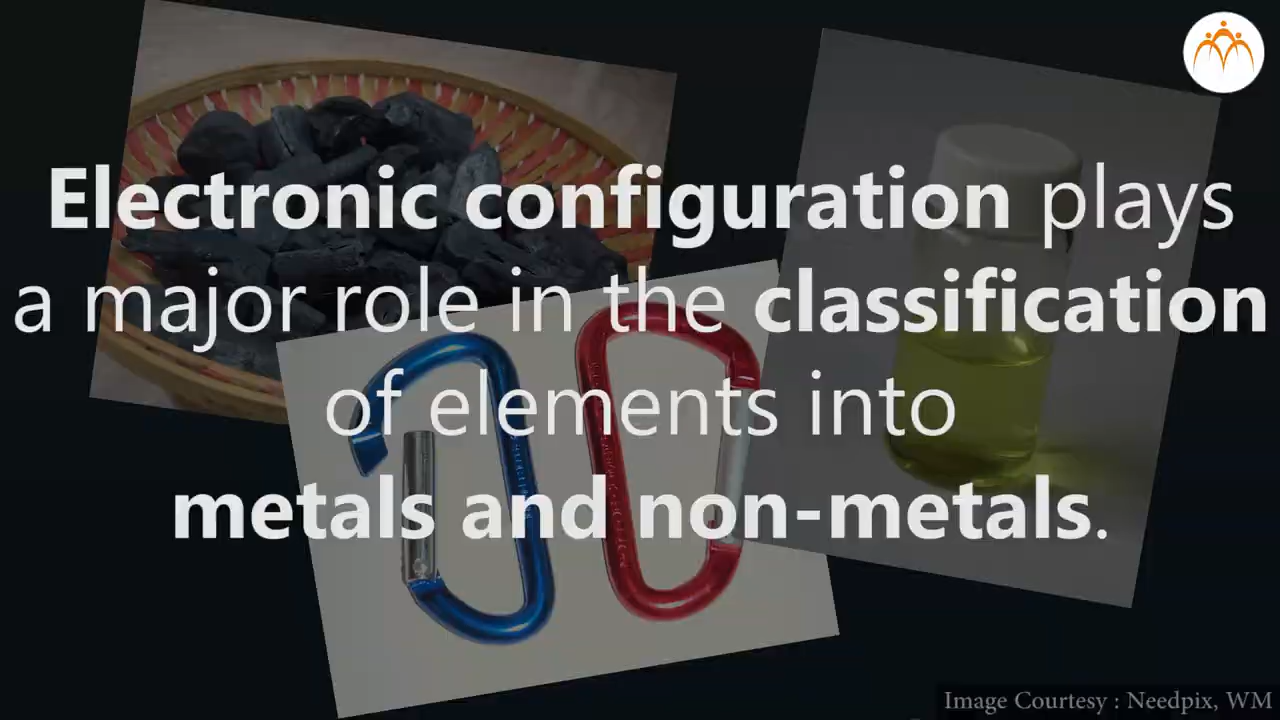 Electronic configuration plays
a major role in the classification
of elements into
metals and non-metals.
Image Courtesy : Needpix, WM